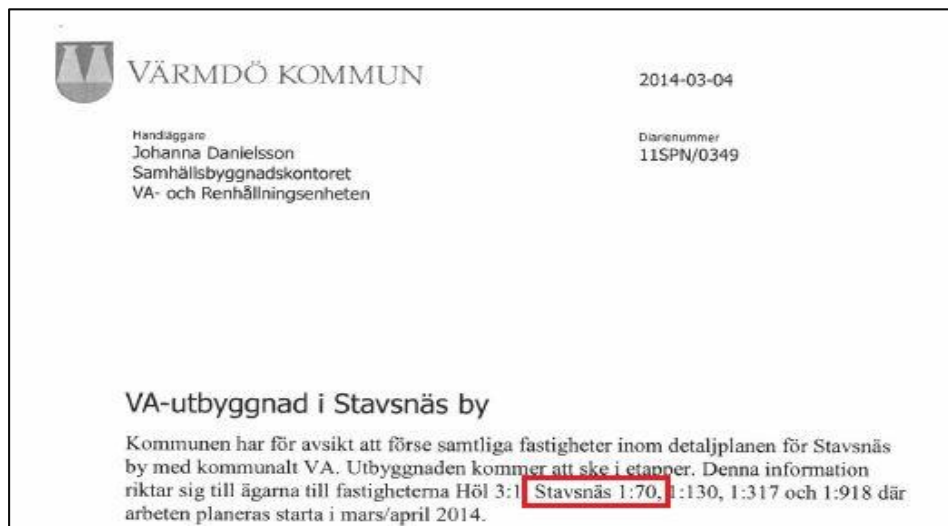 VÄRMDÖ KOMMUN
2014-03-04
Handläggare
Johanna Danielsson
Samhällsbyggnadskontoret
VA- och Renhållningsenheten
Diarienummer
11SPN/0349
VA-utbyggnad i Stavsnäs by
Kommunen har för avsikt att förse samtliga fastigheter inom detaljplanen för Stavsnäs
by med kommunalt VA. Utbyggnaden kommer att ske i etapper. Denna information
riktar sig till ägarna till fastigheterna Höl 3:1 Stavsnäs 1:70, 1:130, 1:317 och 1:918 där
arbeten planeras starta i mars/april 2014.